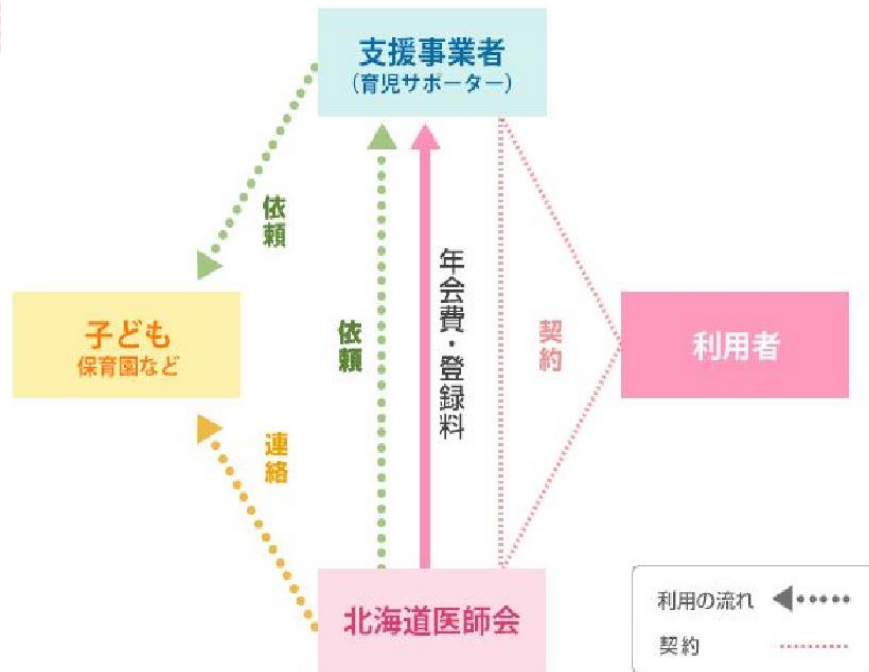 支援事業者
(育児サポーター)
依頼
子ども
保育園など
依頼
年会費・登録料
契約
利用者
連絡
北海道医師会
利用の流れ
契約